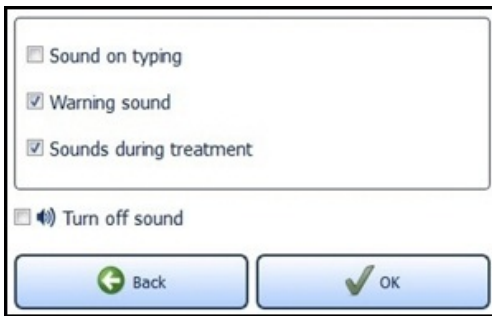 Sound on typing
Warning sound
Sounds during treatment
Turn off sound
Back
OK